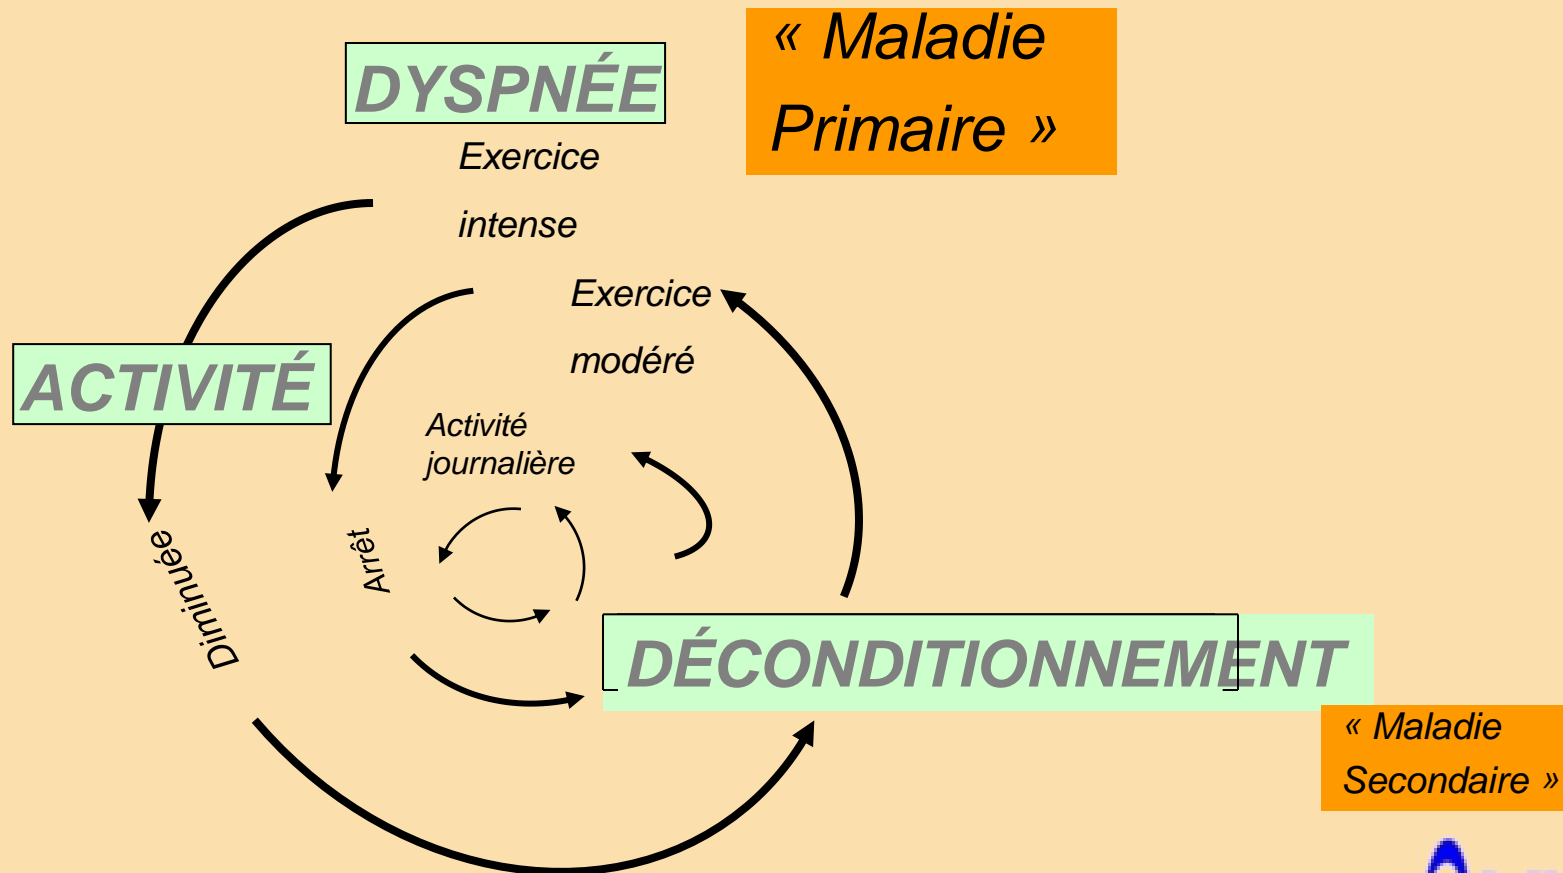 « Maladie
Primaire »
DYSPNÉE
Exercice
intense
Exercice
modéré
ACTIVITÉ
Activité
journalière
Diminuée
Arrêt
DÉCONDITIONNEMENT
« Maladie
Secondaire »